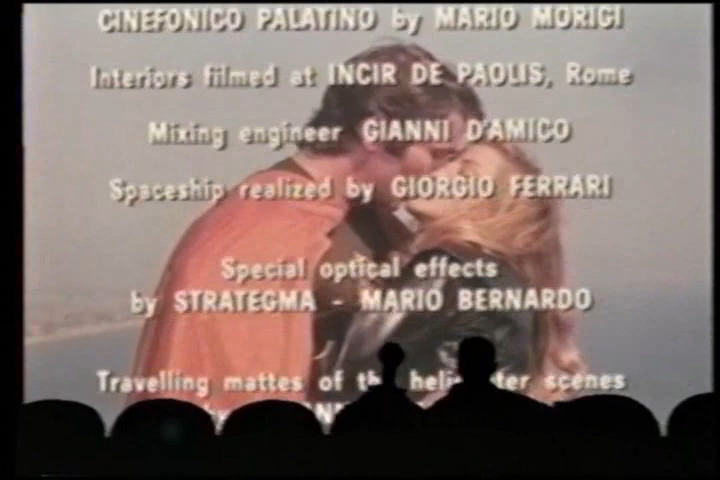 CINEFONICO PALATINO by MARIO MORIGI
Interiors filmed at INCIR DE PAOLIS, Rome
Mixing engineer GIANNI D'AMICO
Spaceship realized by GIORGIO FERRARI
Special optical effects
by STRATEGMA - MARIO BERNARDO
Travelling mattes of scenes